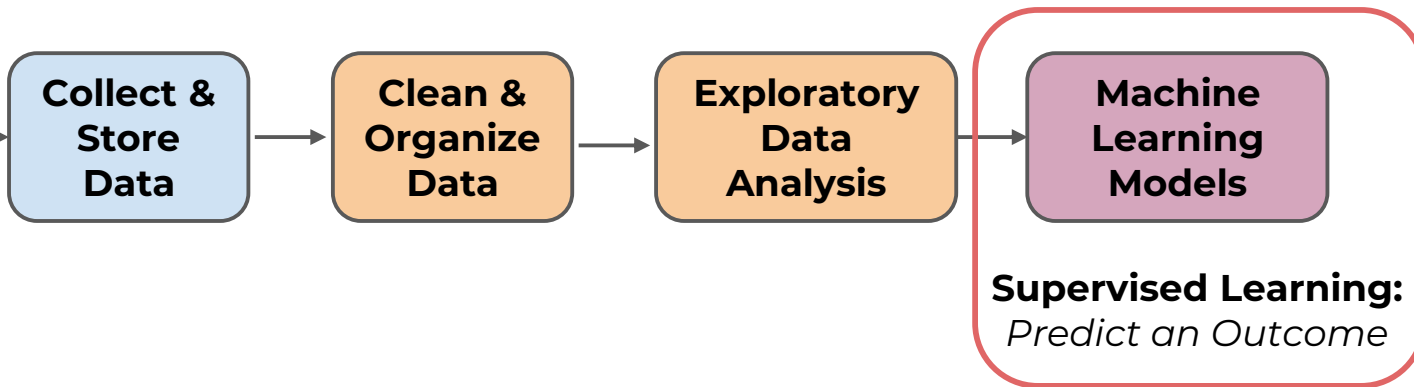 Collect &
Store
Data
Clean &
Organize
Data
Exploratory
Data
Analysis
Machine
Learning
Models
Supervised Learning:
Predict an Outcome